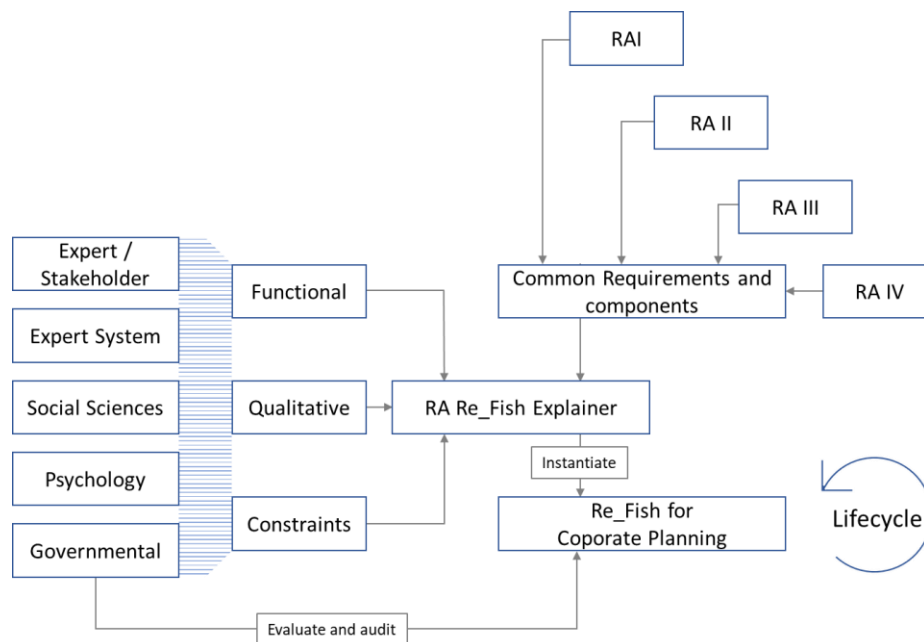 RAI
RA II
RA III
Expert /
Stakeholder
Functional
Common Requirements and
components
RA IV
Expert System
Social Sciences
Qualitative
RA Re_Fish Explainer
Psychology
Instantiate
Governmental
Constraints
Re_Fish for
Coporate Planning
Lifecycle
Evaluate and audit